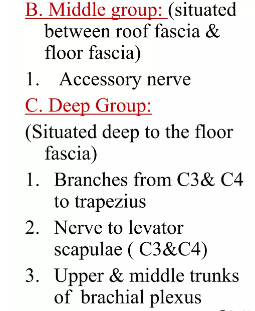 B. Middle group: (situated
between roof fascia &
floor fascia)
1. Accessory nerve
C. Deep Group:
(Situated deep to the floor
fascia)
1. Branches from C3& C4
to trapezius
2. Nerve to levator
scapulae ( C3&C4)
3. Upper & middle trunks
of brachial plexus